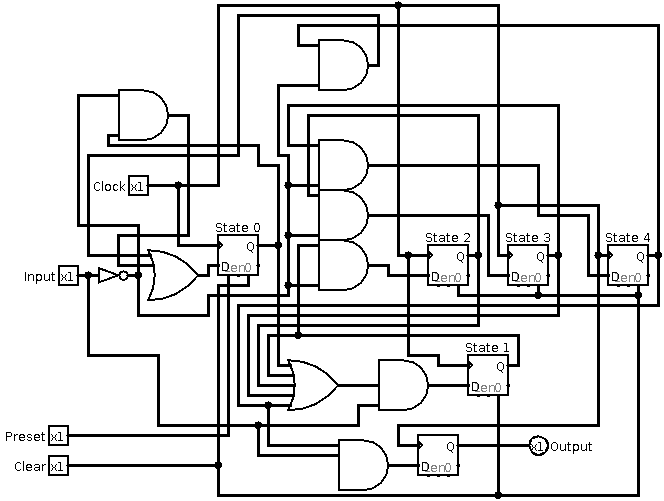 Clock x1
State 0
D Q en0
State 2
D Q en0
State 3
D Q en0
State 4
D Q en0
Input x1
State 1
D Q en0
Preset x1
Clear x1
D Q en0
x1 Output